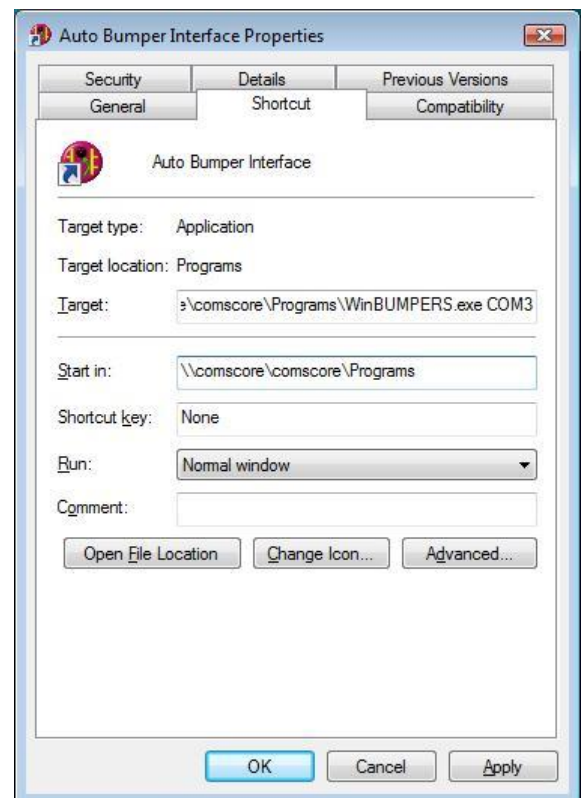 Auto Bumper Interface Properties
Security Details Previous Versions
General Shortcut Compatibility
Auto Bumper Interface
Target type: Application
Target location: Programs
Target: e\comscore\Programs\WinBUMPERS.exe COM3
Start in: \\comscore\comscore\Programs
Shortcut key: None
Run: Normal window
Comment:
Open File Location Change Icon... Advanced...
OK Cancel Apply